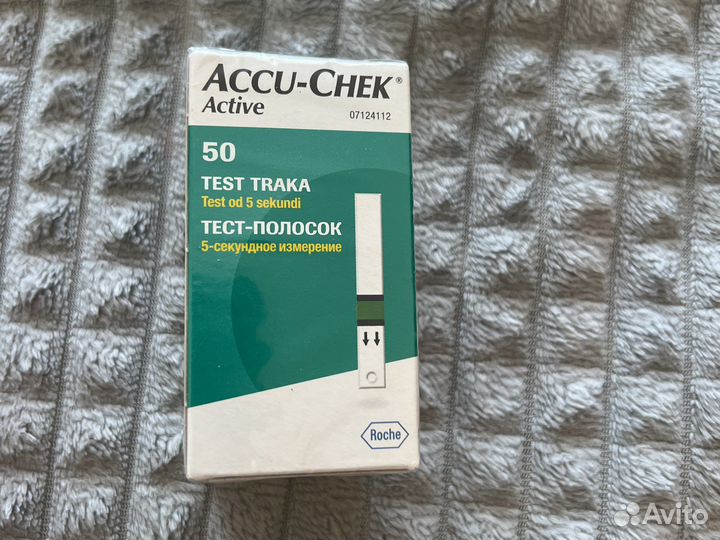 ACCU-CHEK®
Active
07124112
50
TEST TRAKA
Test od 5 sekundi
ТЕСТ-ПОЛОСОК
5-секундное измерение
Roche
Avito